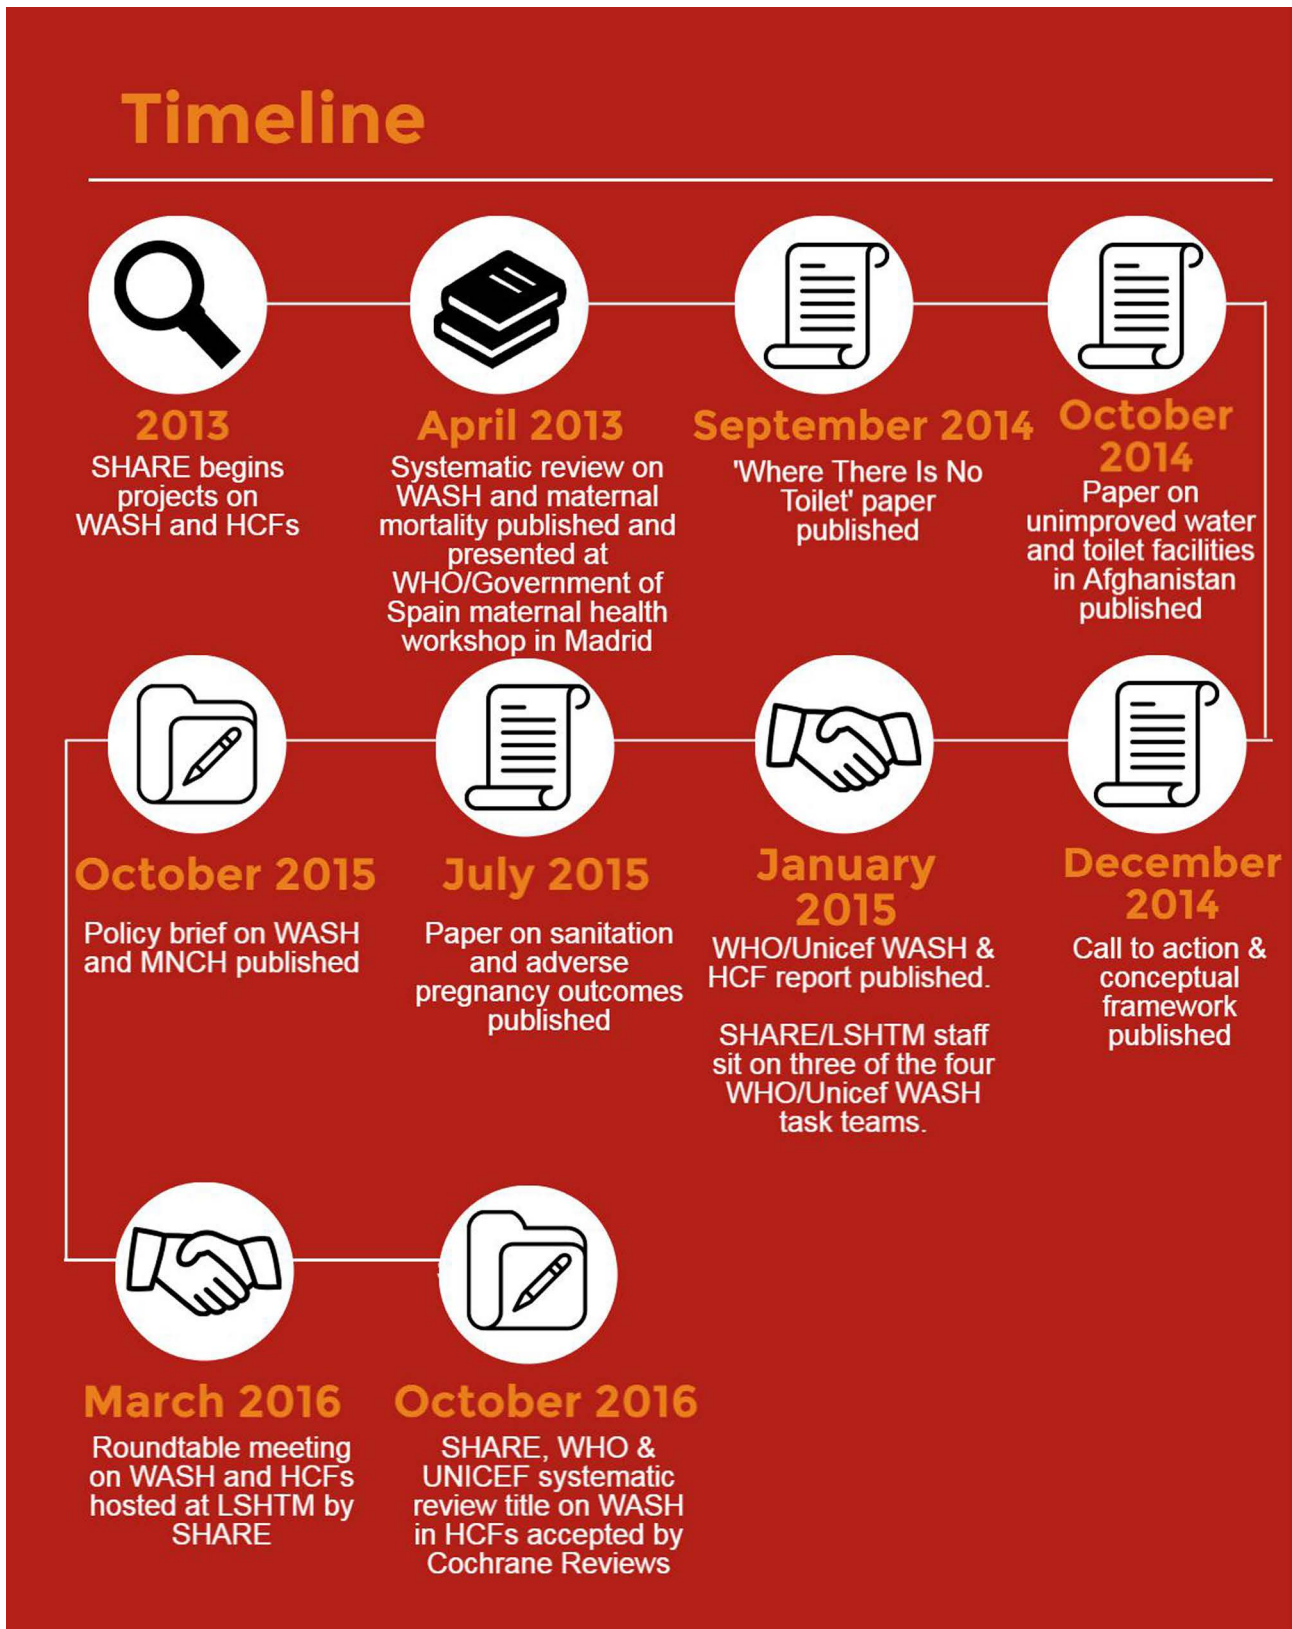 Timeline
2013
SHARE begins
projects on
WASH and HCFs
April 2013
Systematic review on
WASH and maternal
mortality published and
presented at
WHO/Government of
Spain maternal health
workshop in Madrid
September 2014
'Where There Is No
Toilet' paper
published
October
2014
Paper on
unimproved water
and toilet facilities
in Afghanistan
published
December
2014
Call to action &
conceptual
framework
published
January
2015
WHO/Unicef WASH &
HCF report published.
SHARE/LSHTM staff
sit on three of the four
WHO/Unicef WASH
task teams.
July 2015
Paper on sanitation
and adverse
pregnancy outcomes
published
October 2015
Policy brief on WASH
and MNCH published
March 2016
Roundtable meeting
on WASH and HCFs
hosted at LSHTM by
SHARE
October 2016
SHARE, WHO &
UNICEF systematic
review title on WASH
in HCFs accepted by
Cochrane Reviews